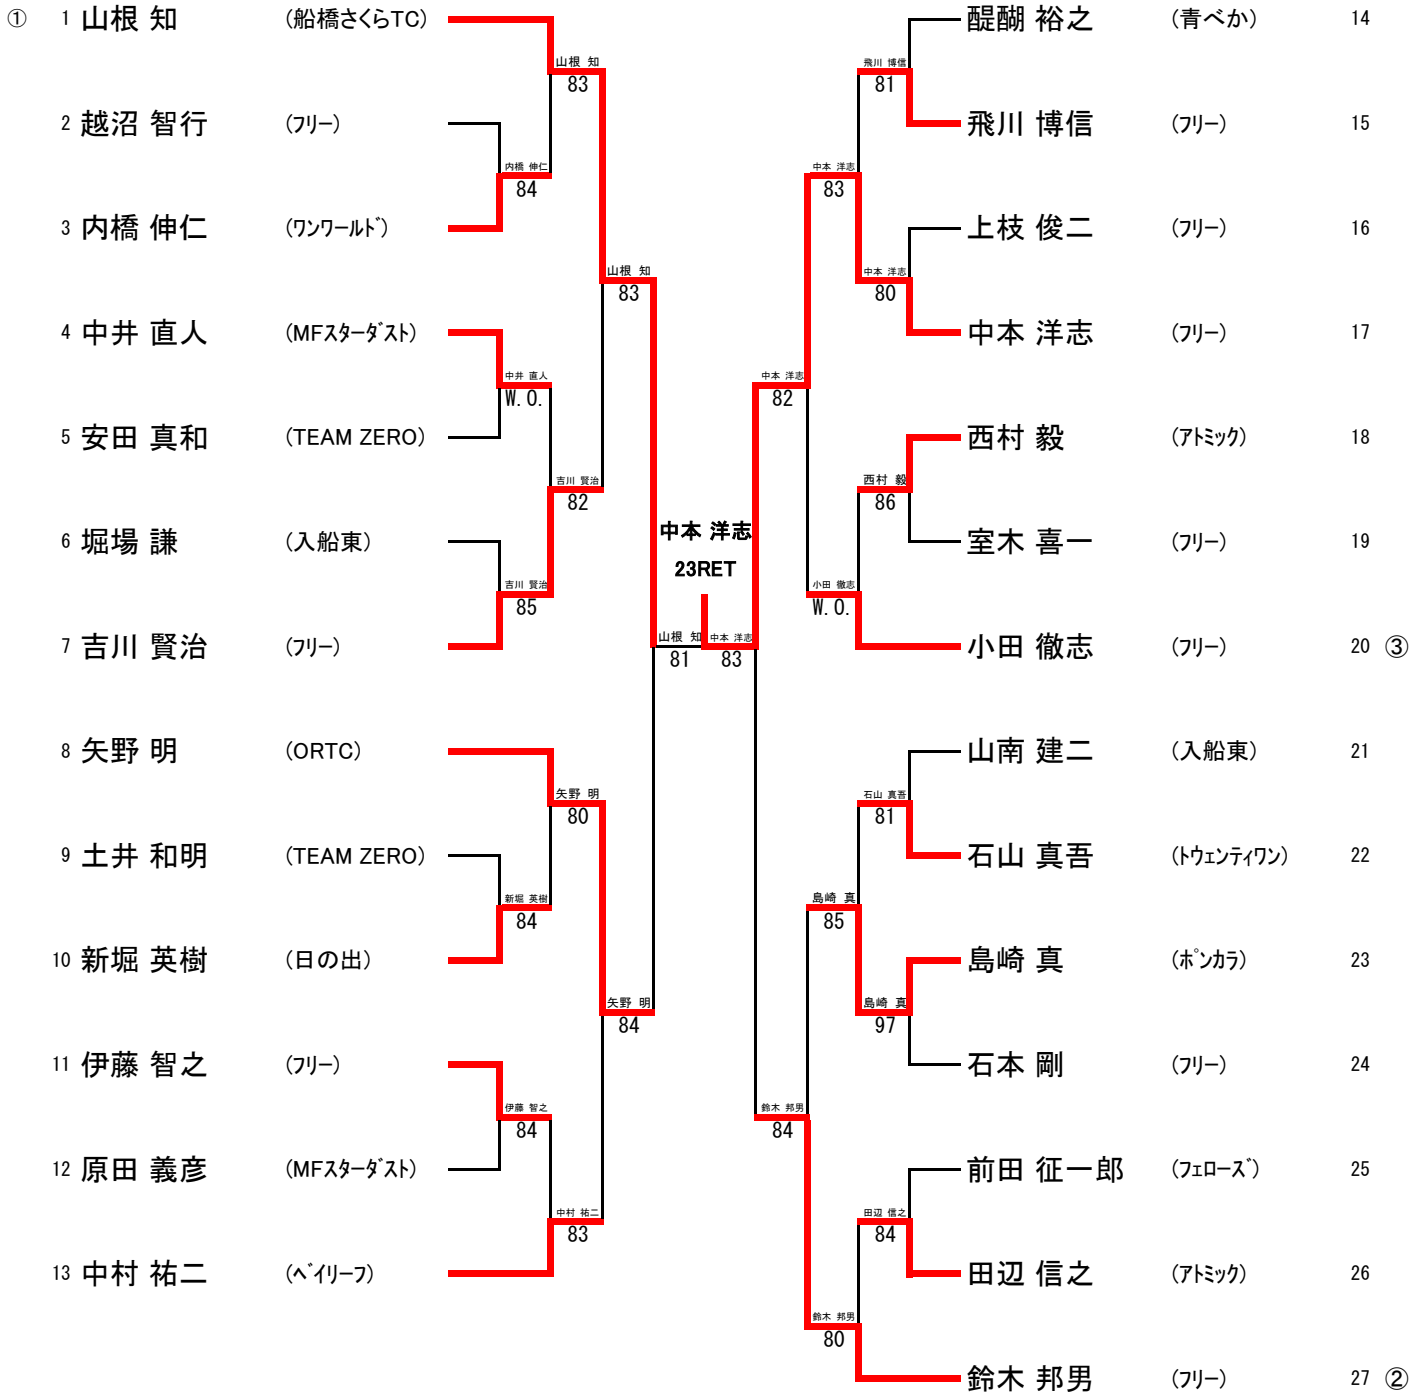 ① 1 山根 知 (船橋さくらTC)
2 越沼 智行 (フリー)
3 内橋 伸仁 (ワンワールド)
4 中井 直人 (MFスターダスト)
5 安田 真和 (TEAM ZERO)
6 堀場 謙 (入船東)
7 吉川 賢治 (フリー)
8 矢野 明 (ORTC)
9 土井 和明 (TEAM ZERO)
10 新堀 英樹 (日の出)
11 伊藤 智之 (フリー)
12 原田 義彦 (MFスターダスト)
13 中村 祐二 (ベイリーフ)
山根 知
83
内橋 伸仁
84
山根 知
83
中井 直人
W.O.
吉川 賢治
82
吉川 賢治
85
矢野 明
80
新堀 英樹
84
矢野 明
84
伊藤 智之
84
中村 祐二
83
中本 洋志
23RET
山根 知
81
中本 洋志
83
飛川 博信
81
中本 洋志
83
中本 洋志
80
中本 洋志
82
西村 毅
86
小田 徹志
W.O.
石山 真吾
81
島崎 真
85
島崎 真
97
鈴木 邦男
84
田辺 信之
84
鈴木 邦男
80
醍醐 裕之 (青べか) 14
飛川 博信 (フリー) 15
上枝 俊二 (フリー) 16
中本 洋志 (フリー) 17
西村 毅 (アトミック) 18
室木 喜一 (フリー) 19
小田 徹志 (フリー) 20 ③
山南 建二 (入船東) 21
石山 真吾 (トウェンティワン) 22
島崎 真 (ポンカラ) 23
石本 剛 (フリー) 24
前田 征一郎 (フェローズ) 25
田辺 信之 (アトミック) 26
鈴木 邦男 (フリー) 27 ②